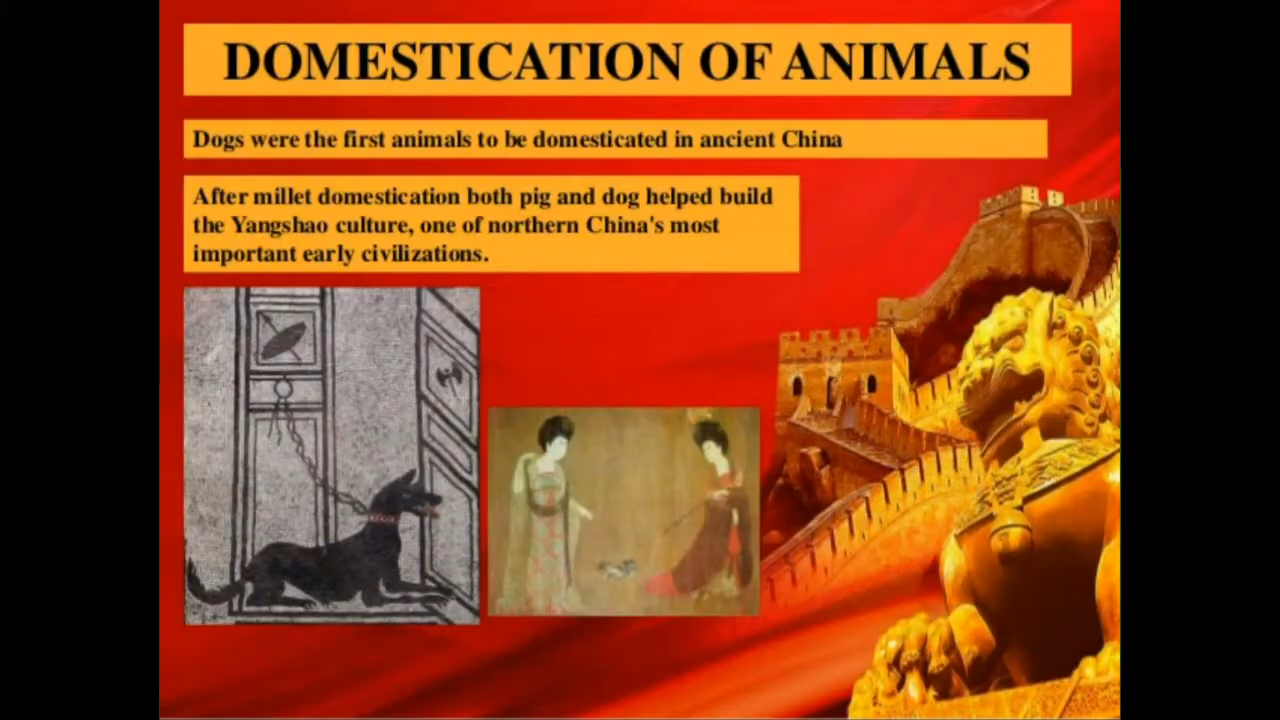 DOMESTICATION OF ANIMALS
Dogs were the first animals to be domesticated in ancient China
After millet domestication both pig and dog helped build
the Yangshao culture, one of northern China's most
important early civilizations.